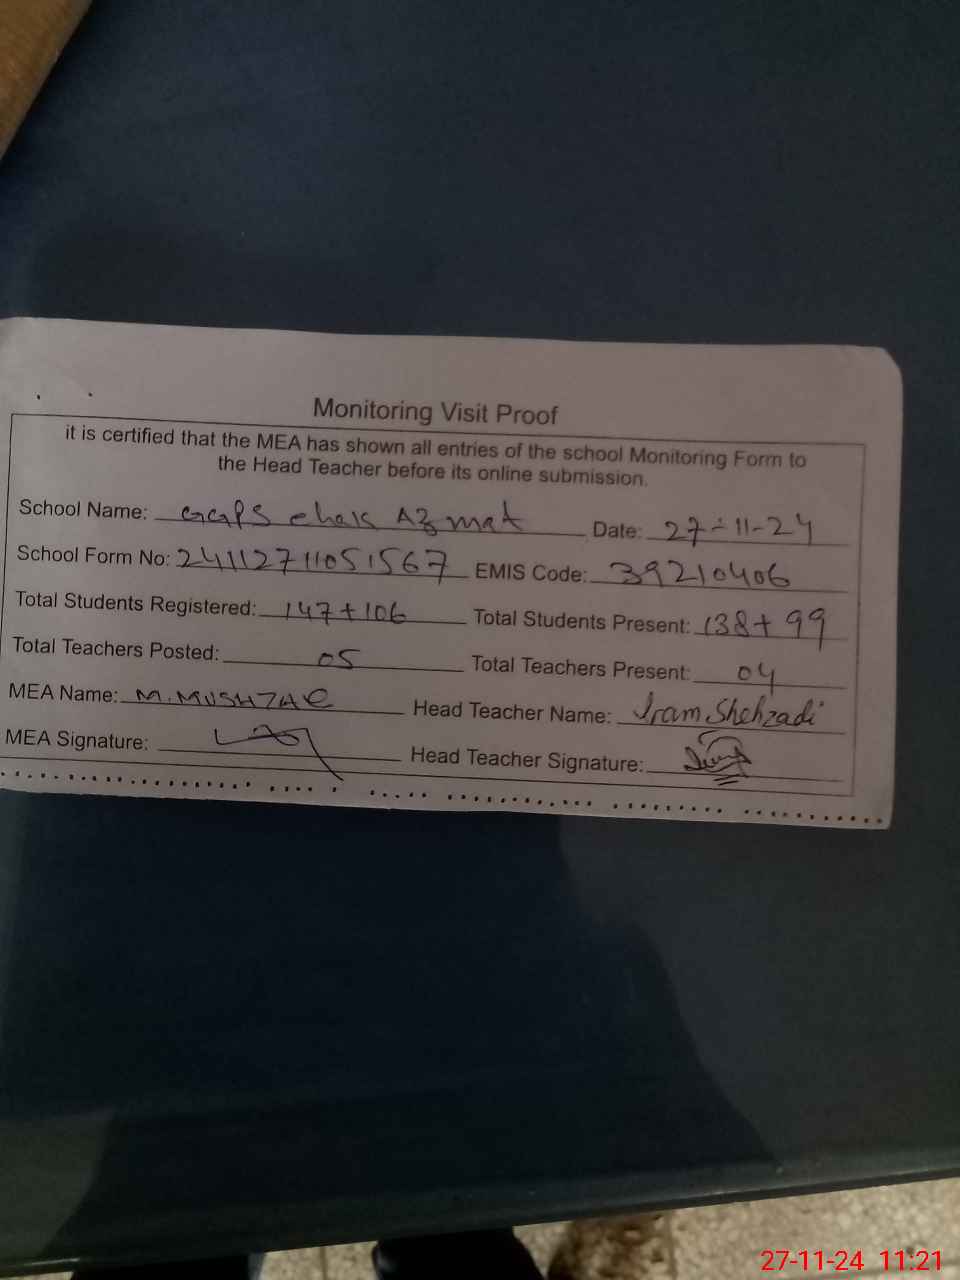 Monitoring Visit Proof
it is certified that the MEA has shown all entries of the school Monitoring Form to
the Head Teacher before its online submission.
School Name: GGPS chak Azmat Date: 27-11-24
School Form No: 24112711051567 EMIS Code: 39210406
Total Students Registered: 147+106 Total Students Present: 138+99
Total Teachers Posted: 05 Total Teachers Present: 04
MEA Name: M. Head Teacher Name: Iram Shehzadi
MEA Signature: Head Teacher Signature:
27-11-24 11:21